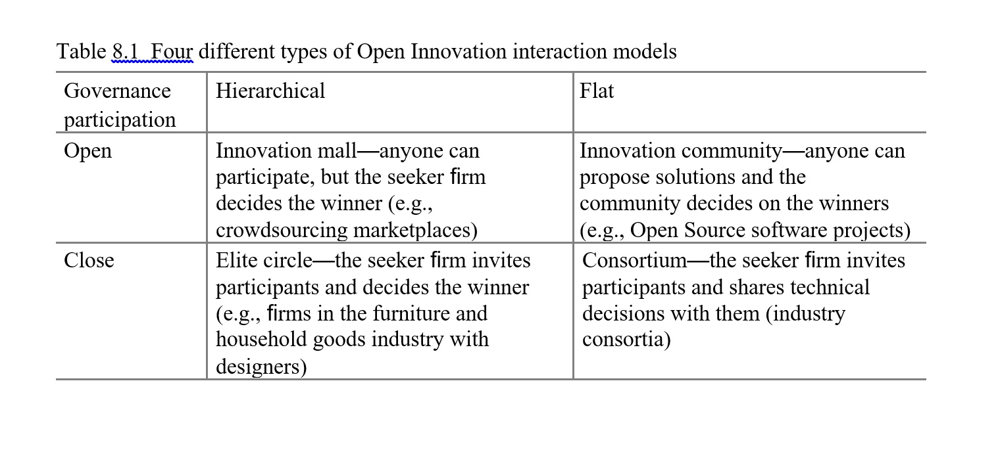 Table 8.1  Four different types of Open Innovation interaction models
Governance
participation
Hierarchical
Flat
Open
Innovation mall—anyone can
participate, but the seeker firm
decides the winner (e.g.,
crowdsourcing marketplaces)
Innovation community—anyone can
propose solutions and the
community decides on the winners
(e.g., Open Source software projects)
Close
Elite circle—the seeker firm invites
participants and decides the winner
(e.g., firms in the furniture and
household goods industry with
designers)
Consortium—the seeker firm invites
participants and shares technical
decisions with them (industry
consortia)